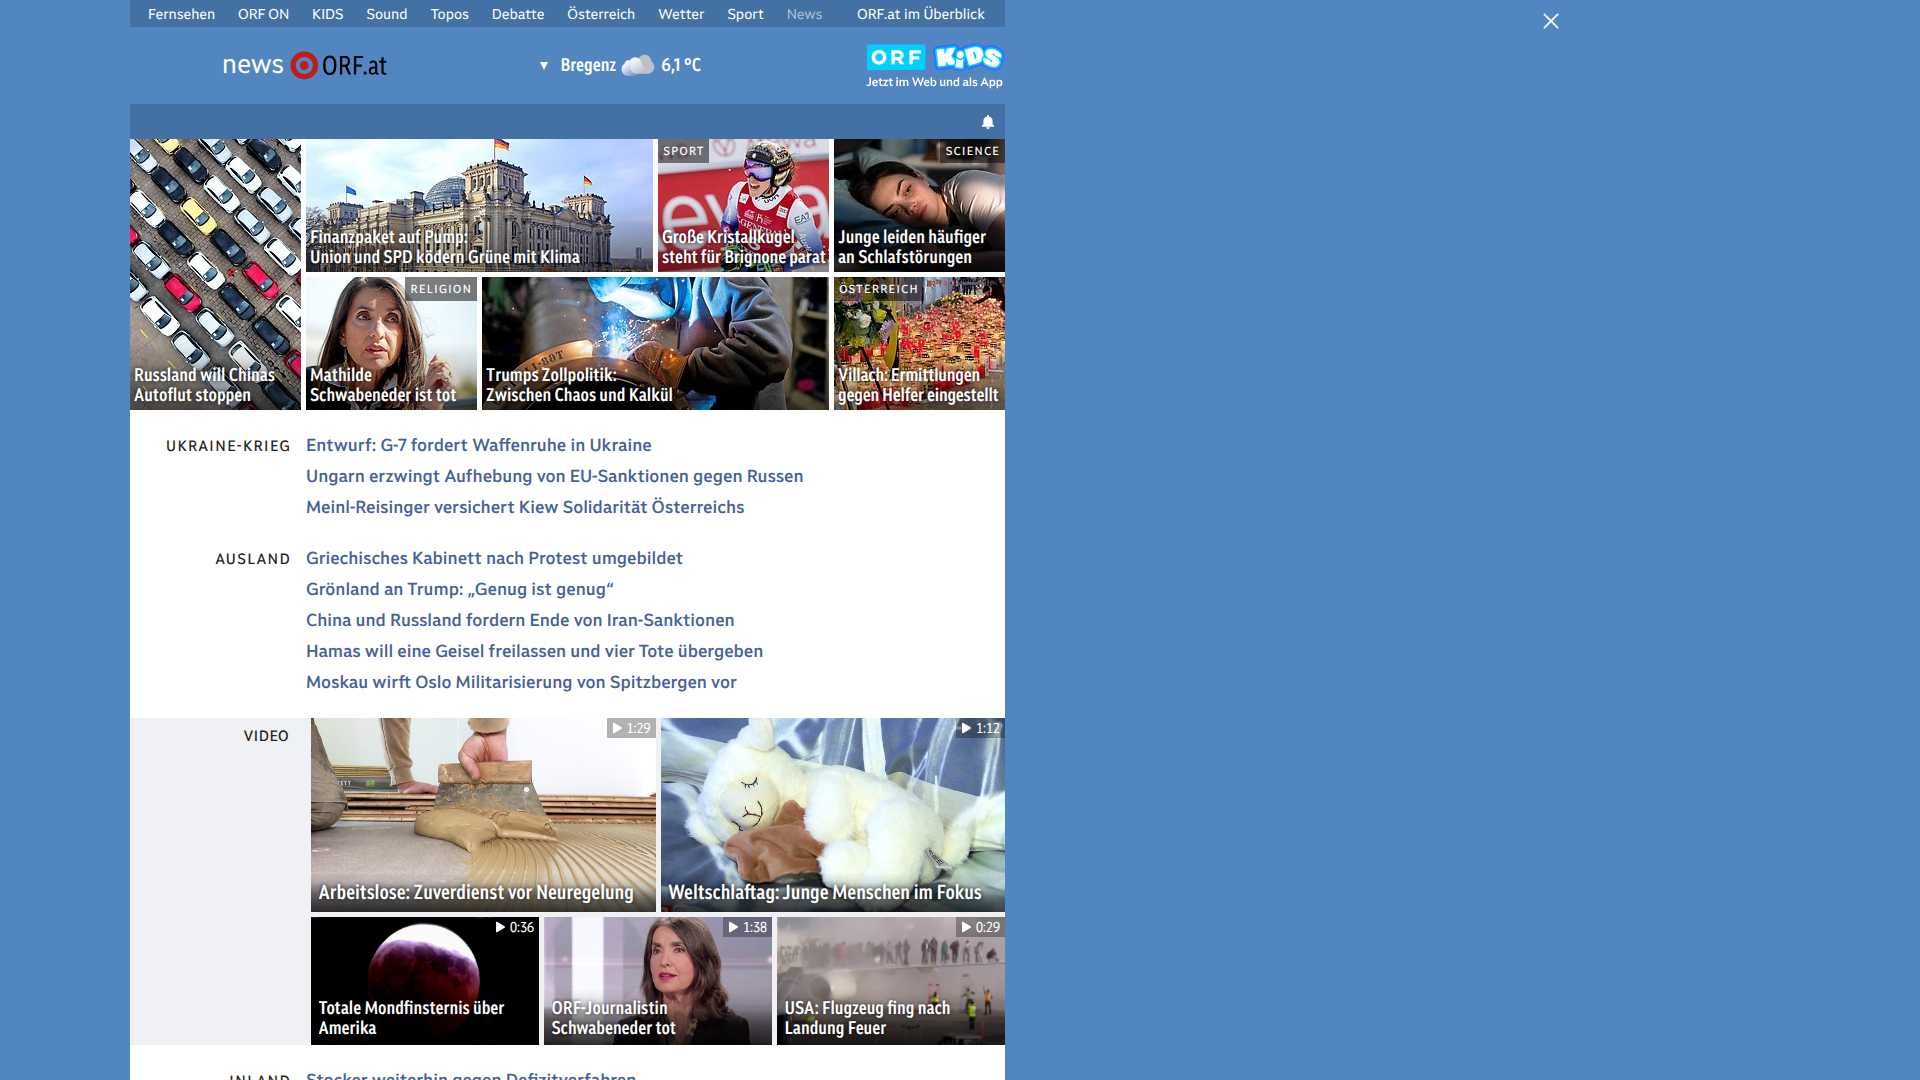 Fernsehen ORF ON KIDS Sound Topos Debatte Österreich Wetter Sport News ORF.at im Überblick
news ORF.at
▼ Bregenz 6,1 °C
ORF KiDS
Jetzt im Web und als App
Russland will Chinas
Autoflut stoppen
Finanzpaket auf Pump:
Union und SPD ködern Grüne mit Klima
SPORT
Große Kristallkugel
steht für Brignone parat
SCIENCE
Junge leiden häufiger
an Schlafstörungen
RELIGION
Mathilde
Schwabeneder ist tot
Trumps Zollpolitik:
Zwischen Chaos und Kalkül
ÖSTERREICH
Villach: Ermittlungen
gegen Helfer eingestellt
UKRAINE-KRIEG
Entwurf: G-7 fordert Waffenruhe in Ukraine
Ungarn erzwingt Aufhebung von EU-Sanktionen gegen Russen
Meinl-Reisinger versichert Kiew Solidarität Österreichs
AUSLAND
Griechisches Kabinett nach Protest umgebildet
Grönland an Trump: „Genug ist genug“
China und Russland fordern Ende von Iran-Sanktionen
Hamas will eine Geisel freilassen und vier Tote übergeben
Moskau wirft Oslo Militarisierung von Spitzbergen vor
VIDEO
1:29
Arbeitslose: Zuverdienst vor Neuregelung
1:12
Weltschlaftag: Junge Menschen im Fokus
0:36
Totale Mondfinsternis über
Amerika
1:38
ORF-Journalistin
Schwabeneder tot
0:29
USA: Flugzeug fing nach
Landung Feuer
INLAND
Stocker weiterhin gegen Defizitverfahren